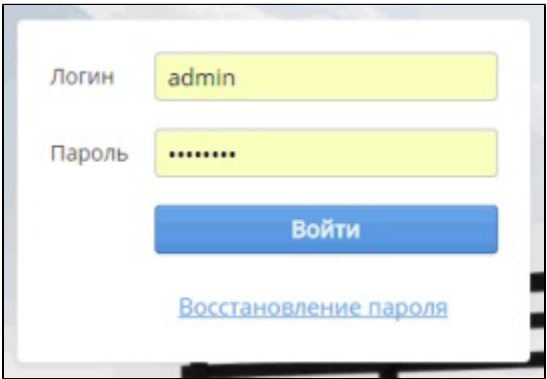 Логин admin
Пароль ••••••••
Войти
Восстановление пароля